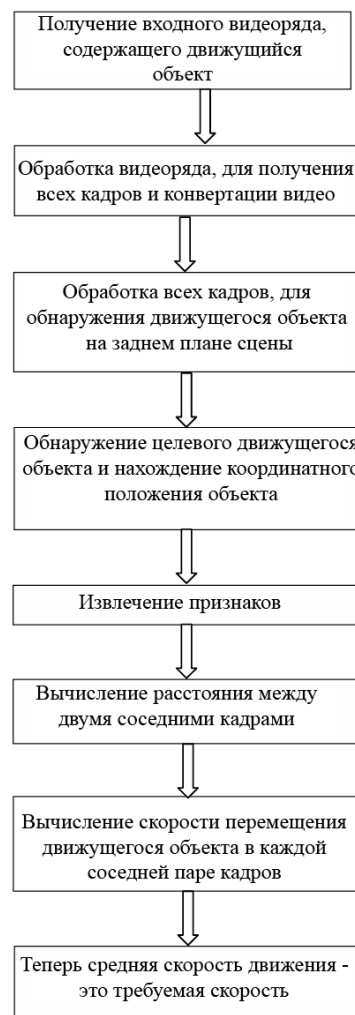 Получение входного видеоряда,
содержащего движущийся
объект
Обработка видеоряда, для получения
всех кадров и конвертации видео
Обработка всех кадров, для
обнаружения движущегося объекта
на заднем плане сцены
Обнаружение целевого движущегося
объекта и нахождение координатного
положения объекта
Извлечение признаков
Вычисление расстояния между
двумя соседними кадрами
Вычисление скорости перемещения
движущегося объекта в каждой
соседней паре кадров
Теперь средняя скорость движения -
это требуемая скорость